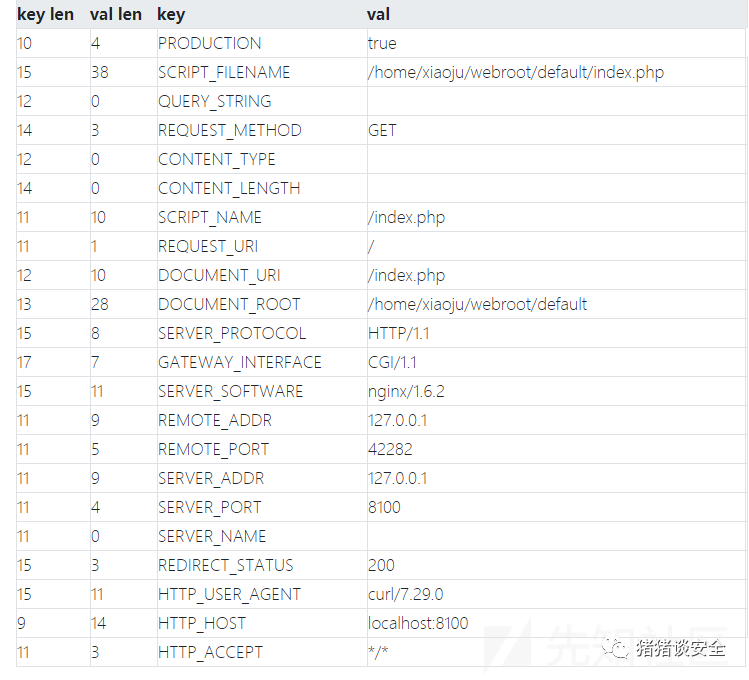 key len val len key val
10 4 PRODUCTION true
15 38 SCRIPT_FILENAME /home/xiaoju/webroot/default/index.php
12 0 QUERY_STRING
14 3 REQUEST_METHOD GET
12 0 CONTENT_TYPE
14 0 CONTENT_LENGTH
11 10 SCRIPT_NAME /index.php
11 1 REQUEST_URI /
12 10 DOCUMENT_URI /index.php
13 28 DOCUMENT_ROOT /home/xiaoju/webroot/default
15 8 SERVER_PROTOCOL HTTP/1.1
17 7 GATEWAY_INTERFACE CGI/1.1
15 11 SERVER_SOFTWARE nginx/1.6.2
11 9 REMOTE_ADDR 127.0.0.1
11 5 REMOTE_PORT 42282
11 9 SERVER_ADDR 127.0.0.1
11 4 SERVER_PORT 8100
11 0 SERVER_NAME
15 3 REDIRECT_STATUS 200
15 11 HTTP_USER_AGENT curl/7.29.0
9 14 HTTP_HOST localhost:8100
11 3 HTTP_ACCEPT */*
先知社区
猪猪谈安全